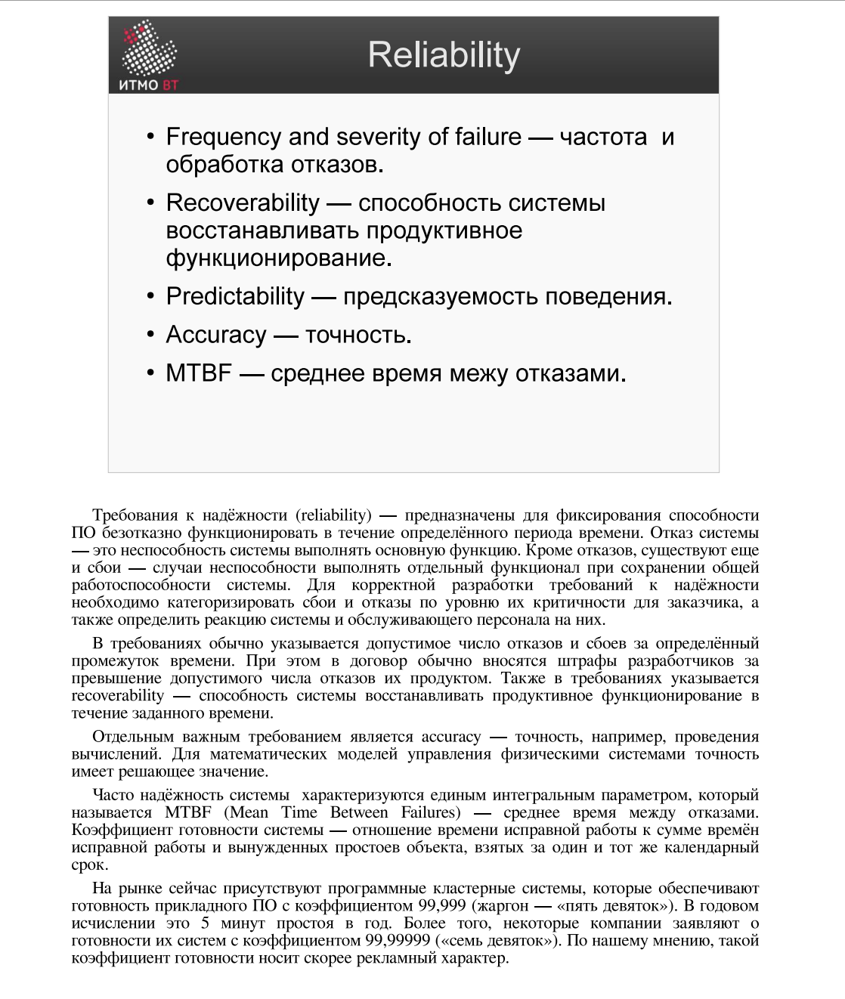 Reliability
ИТМО ВТ
• Frequency and severity of failure — частота  и
обработка отказов.
• Recoverability — способность системы
восстанавливать продуктивное
функционирование.
• Predictability — предсказуемость поведения.
• Accuracy — точность.
• MTBF — среднее время межу отказами.
Требования к надёжности (reliability) — предназначены для фиксирования способности
ПО безотказно функционировать в течение определённого периода времени. Отказ системы
— это неспособность системы выполнять основную функцию. Кроме отказов, существуют еще
и сбои — случаи неспособности выполнять отдельный функционал при сохранении общей
работоспособности системы. Для корректной разработки требований к надёжности
необходимо категоризировать сбои и отказы по уровню их критичности для заказчика, а
также определить реакцию системы и обслуживающего персонала на них.
В требованиях обычно указывается допустимое число отказов и сбоев за определённый
промежуток времени. При этом в договор обычно вносятся штрафы разработчиков за
превышение допустимого числа отказов их продуктом. Также в требованиях указывается
recoverability — способность системы восстанавливать продуктивное функционирование в
течение заданного времени.
Отдельным важным требованием является accuracy — точность, например, проведения
вычислений. Для математических моделей управления физическими системами точность
имеет решающее значение.
Часто надёжность системы  характеризуются единым интегральным параметром, который
называется MTBF (Mean Time Between Failures) — среднее время между отказами.
Коэффициент готовности системы — отношение времени исправной работы к сумме времён
исправной работы и вынужденных простоев объекта, взятых за один и тот же календарный
срок.
На рынке сейчас присутствуют программные кластерные системы, которые обеспечивают
готовность прикладного ПО с коэффициентом 99,999 (жаргон — «пять девяток»). В годовом
исчислении это 5 минут простоя в год. Более того, некоторые компании заявляют о
готовности их систем с коэффициентом 99,99999 («семь девяток»). По нашему мнению, такой
коэффициент готовности носит скорее рекламный характер.